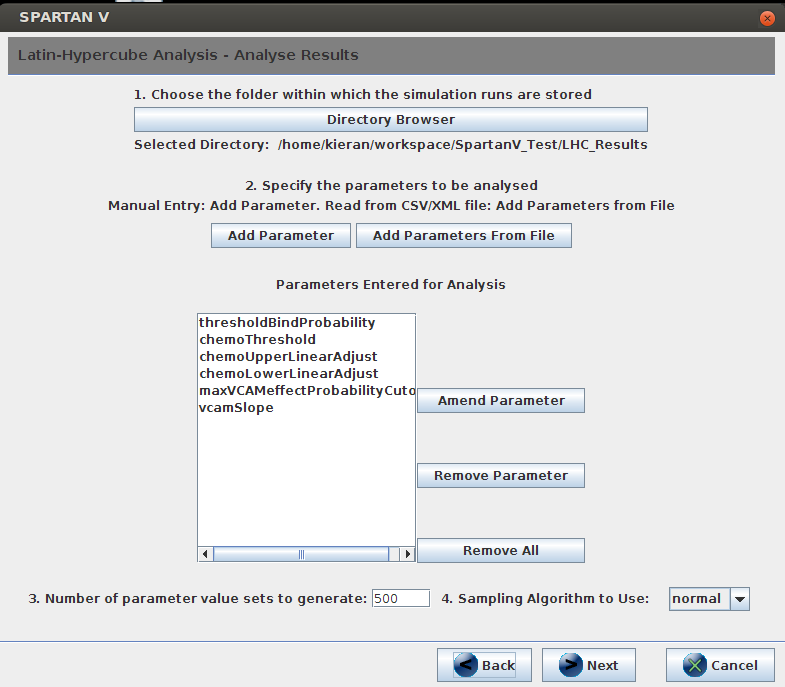 SPARTAN V
Latin-Hypercube Analysis - Analyse Results
1. Choose the folder within which the simulation runs are stored
Directory Browser
Selected Directory: /home/kieran/workspace/SpartanV_Test/LHC_Results
2. Specify the parameters to be analysed
Manual Entry: Add Parameter. Read from CSV/XML file: Add Parameters from File
Add Parameter Add Parameters From File
Parameters Entered for Analysis
thresholdBindProbability
chemoThreshold
chemoUpperLinearAdjust
chemoLowerLinearAdjust
maxVCAMeffectProbabilityCuto
vcamSlope
Amend Parameter
Remove Parameter
Remove All
3. Number of parameter value sets to generate: 500 4. Sampling Algorithm to Use: normal
Back Next Cancel